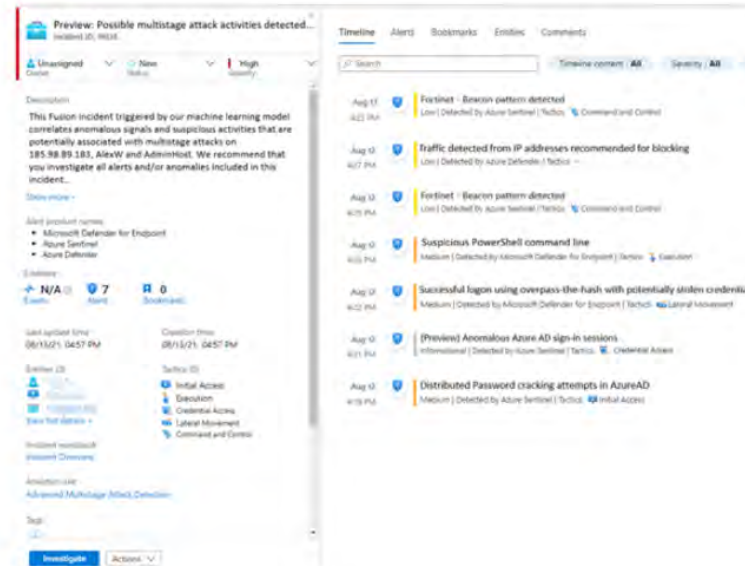 Preview: Possible multistage attack activities detected...
Incident ID:
Unassigned
Owner
New
Status
High
Severity
Description
This Fusion incident triggered by our machine learning model
correlates anomalous signals and suspicious activities that are
potentially associated with multistage attacks on
185.98.89.183, AlexW and AdminHost. We recommend that
you investigate all alerts and/or anomalies included in this
incident...
Show more
Alert product names
• Microsoft Defender for Endpoint
• Azure Sentinel
• Azure Defender
Evidence
N/A
7
0
Events
Alert
Bookmarks
Last update time
Creation time
08/13/21, 04:57 PM
08/13/21, 04:57 PM
Entities (3)
Tactics (5)
Initial Access
Execution
Credential Access
Lateral Movement
Command and Control
View full details
Incident workbook
Incident Overview
Analytics rule
Advanced Multistage Attack Detection
Tags
Investigate
Actions
Timeline
Alerts
Bookmarks
Entities
Comments
Search
Timeline content : All
Severity : All
Fortinet - Beacon pattern detected
Low | Detected by Azure Sentinel | Tactics: Command and Control
Traffic detected from IP addresses recommended for blocking
Low | Detected by Azure Defender | Tactics: -
Fortinet - Beacon pattern detected
Low | Detected by Azure Sentinel | Tactics: Command and Control
Suspicious PowerShell command line
Medium | Detected by Microsoft Defender for Endpoint | Tactics: Execution
Successful logon using overpass-the-hash with potentially stolen credentia
Medium | Detected by Microsoft Defender for Endpoint | Tactics: Lateral Movement
(Preview) Anomalous Azure AD sign-in sessions
Informational | Detected by Azure Sentinel | Tactics: Credential Access
Distributed Password cracking attempts in AzureAD
Medium | Detected by Azure Sentinel | Tactics: Initial Access